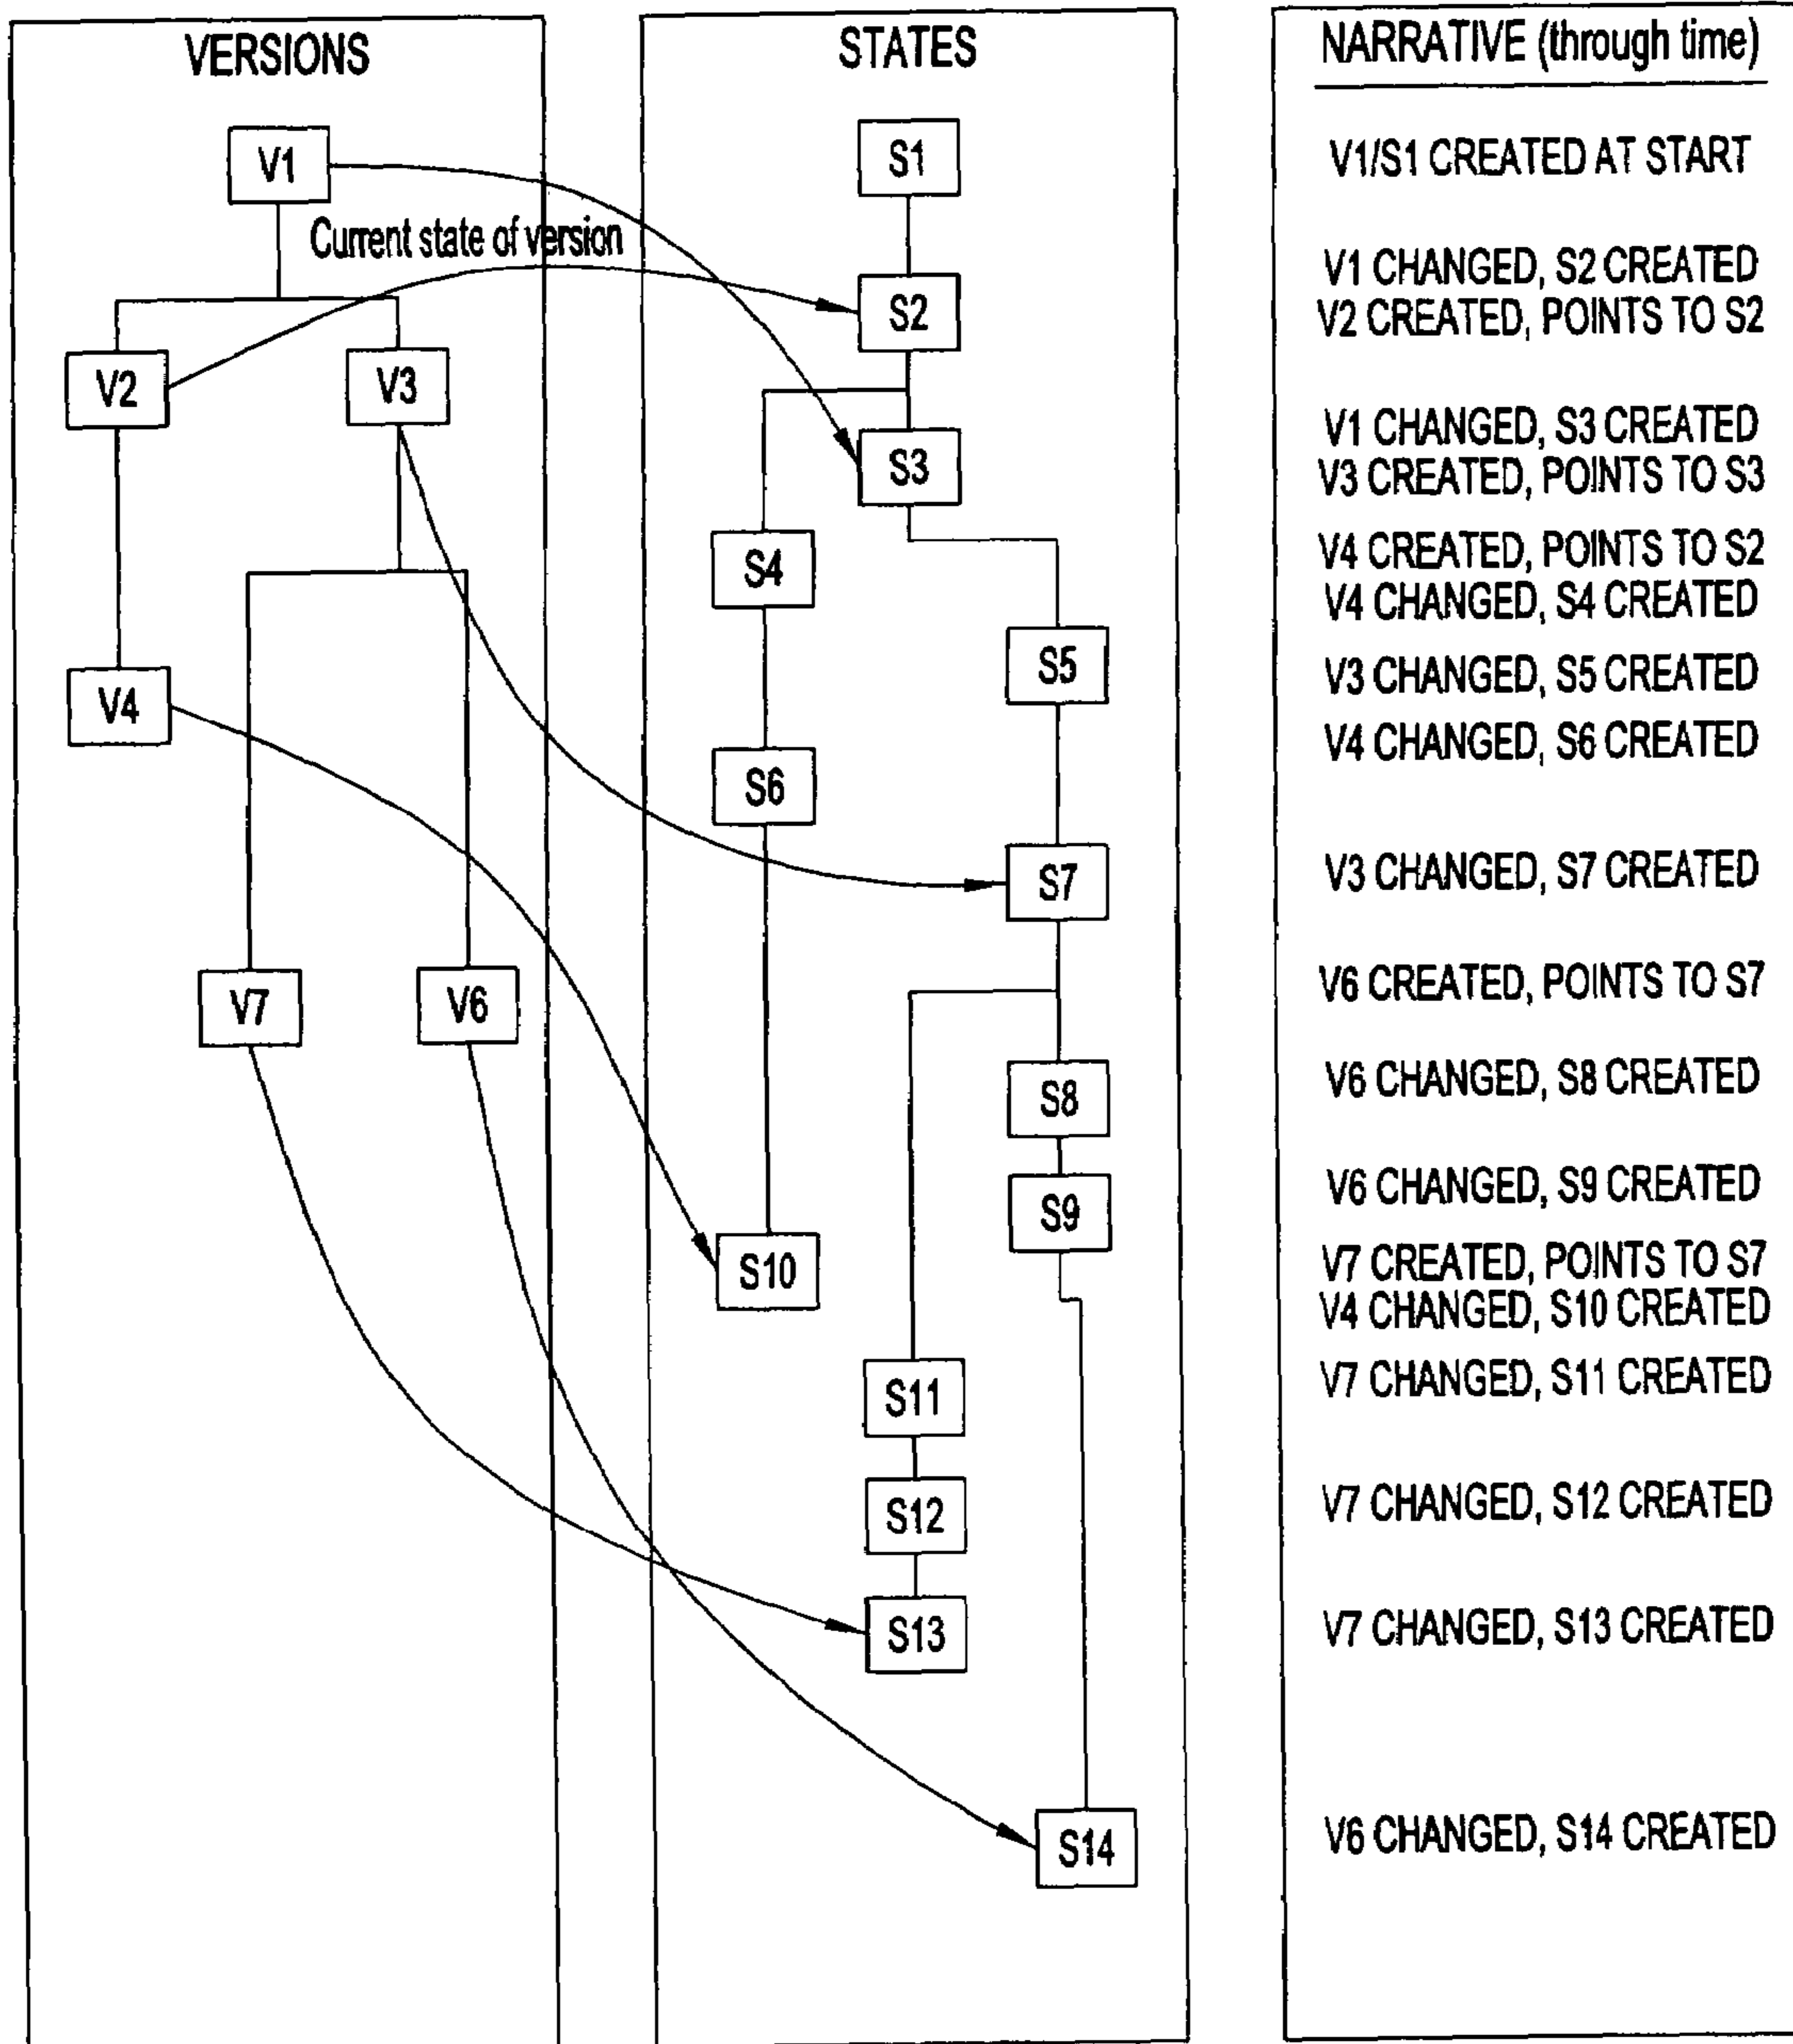 VERSIONS
V1
Current state of version
V2
V3
V4
V7
V6
STATES
S1
S2
S3
S4
S5
S6
S7
S8
S9
S10
S11
S12
S13
S14
NARRATIVE (through time)
V1/S1 CREATED AT START
V1 CHANGED, S2 CREATED
V2 CREATED, POINTS TO S2
V1 CHANGED, S3 CREATED
V3 CREATED, POINTS TO S3
V4 CREATED, POINTS TO S2
V4 CHANGED, S4 CREATED
V3 CHANGED, S5 CREATED
V4 CHANGED, S6 CREATED
V3 CHANGED, S7 CREATED
V6 CREATED, POINTS TO S7
V6 CHANGED, S8 CREATED
V6 CHANGED, S9 CREATED
V7 CREATED, POINTS TO S7
V4 CHANGED, S10 CREATED
V7 CHANGED, S11 CREATED
V7 CHANGED, S12 CREATED
V7 CHANGED, S13 CREATED
V6 CHANGED, S14 CREATED